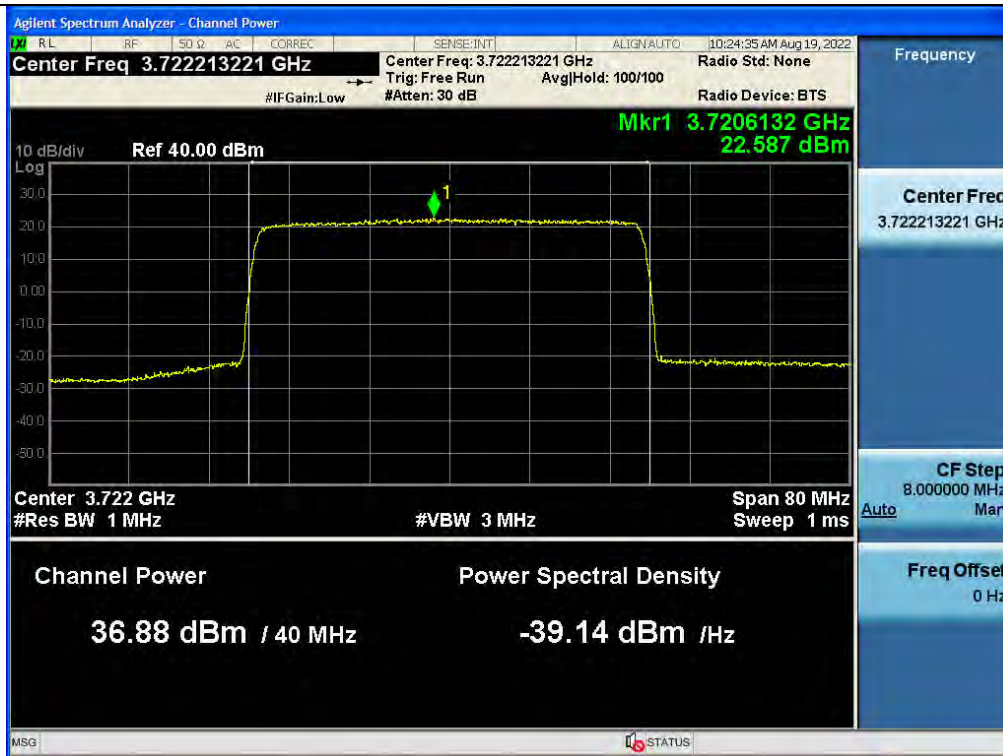 Agilent Spectrum Analyzer - Channel Power
LXI RL RF 50 Ω AC CORREC SENSE:INT ALIGNAUTO 10:24:35 AM Aug 19, 2022
Center Freq 3.722213221 GHz
Center Freq: 3.722213221 GHz Radio Std: None
Trig: Free Run Avg|Hold: 100/100
#IFGain:Low #Atten: 30 dB Radio Device: BTS
Mkr1 3.7206132 GHz
10 dB/div Ref 40.00 dBm 22.587 dBm
Log
30.0
1
20.0
10.0
0.00
-10.0
-20.0
-30.0
-40.0
-50.0
Center 3.722 GHz Span 80 MHz
#Res BW 1 MHz #VBW 3 MHz Sweep 1 ms
Channel Power Power Spectral Density
36.88 dBm / 40 MHz -39.14 dBm /Hz
MSG STATUS
Frequency
Center Freq
3.722213221 GHz
CF Step
8.000000 MHz
Auto Man
Freq Offset
0 Hz